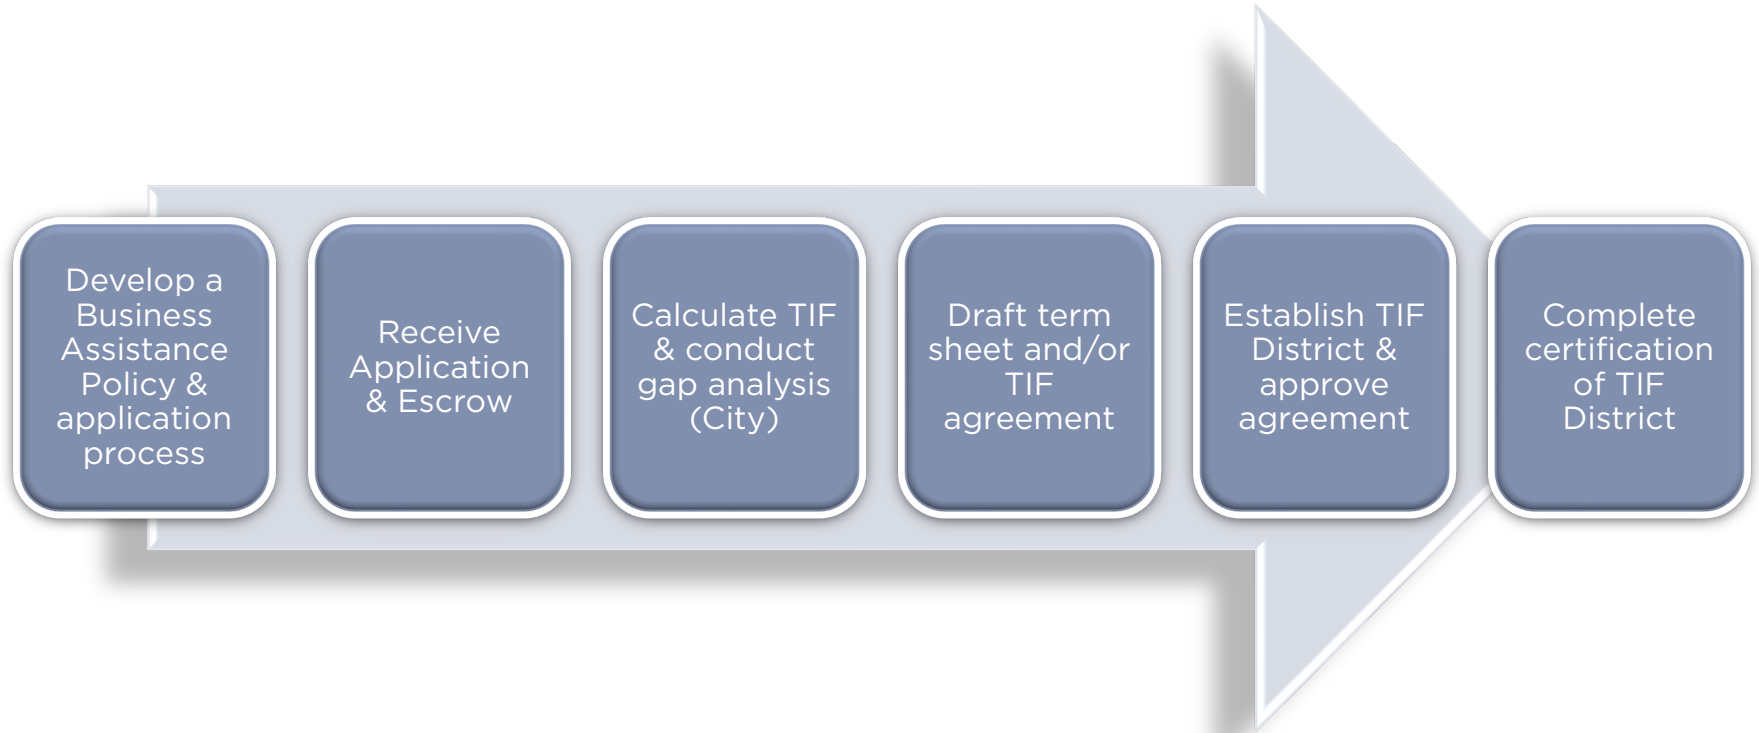 Develop a
Business
Assistance
Policy &
application
process
Receive
Application
& Escrow
Calculate TIF
& conduct
gap analysis
(City)
Draft term
sheet and/or
TIF
agreement
Establish TIF
District &
approve
agreement
Complete
certification
of TIF
District